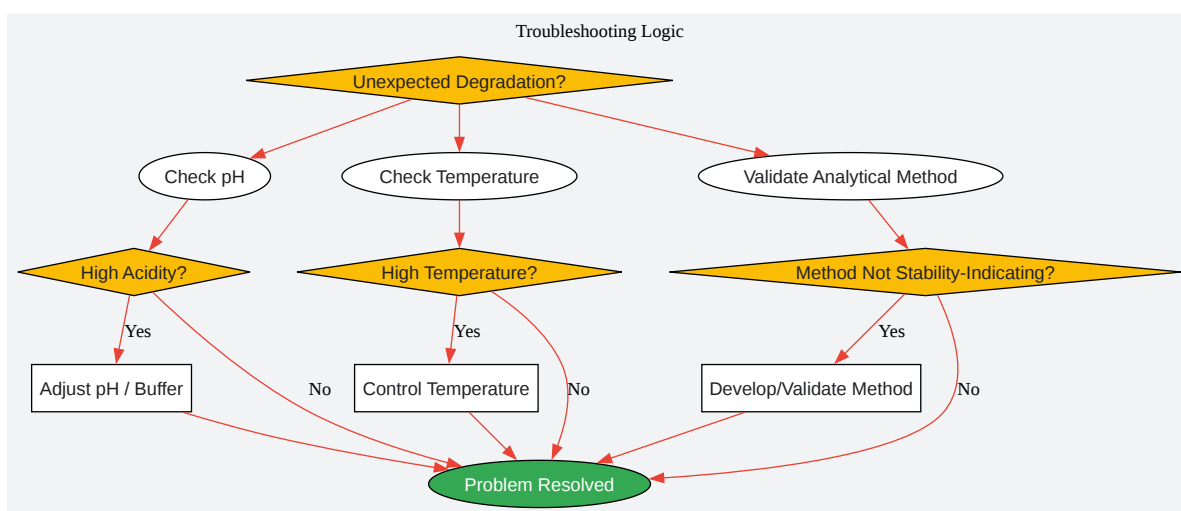 Troubleshooting Logic
Unexpected Degradation?
Check pH
Check Temperature
Validate Analytical Method
High Acidity?
High Temperature?
Method Not Stability-Indicating?
Yes
Yes
Yes
Adjust pH / Buffer
No
Control Temperature
No
Develop/Validate Method
No
Problem Resolved